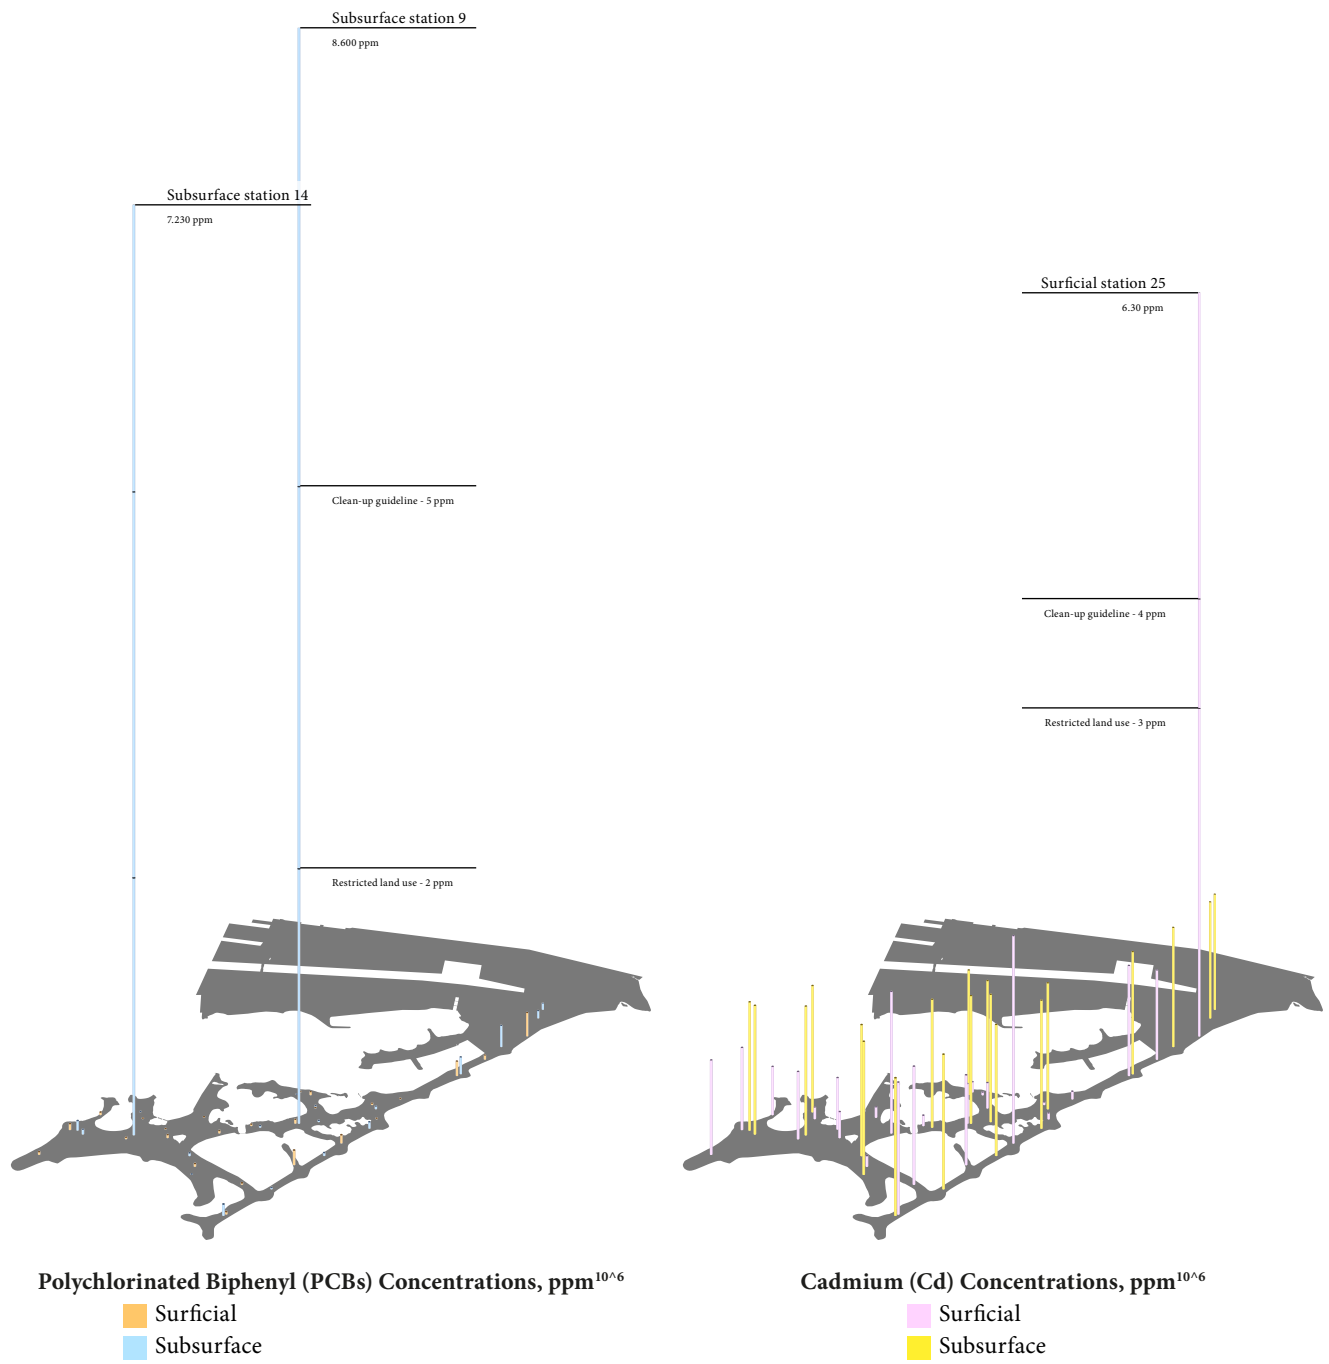 Subsurface station 9
8.600 ppm
Subsurface station 14
7.230 ppm
Clean-up guideline - 5 ppm
Restricted land use - 2 ppm
Surficial station 25
6.30 ppm
Clean-up guideline - 4 ppm
Restricted land use - 3 ppm
Polychlorinated Biphenyl (PCBs) Concentrations, ppm10^6
Surficial
Subsurface
Cadmium (Cd) Concentrations, ppm10^6
Surficial
Subsurface